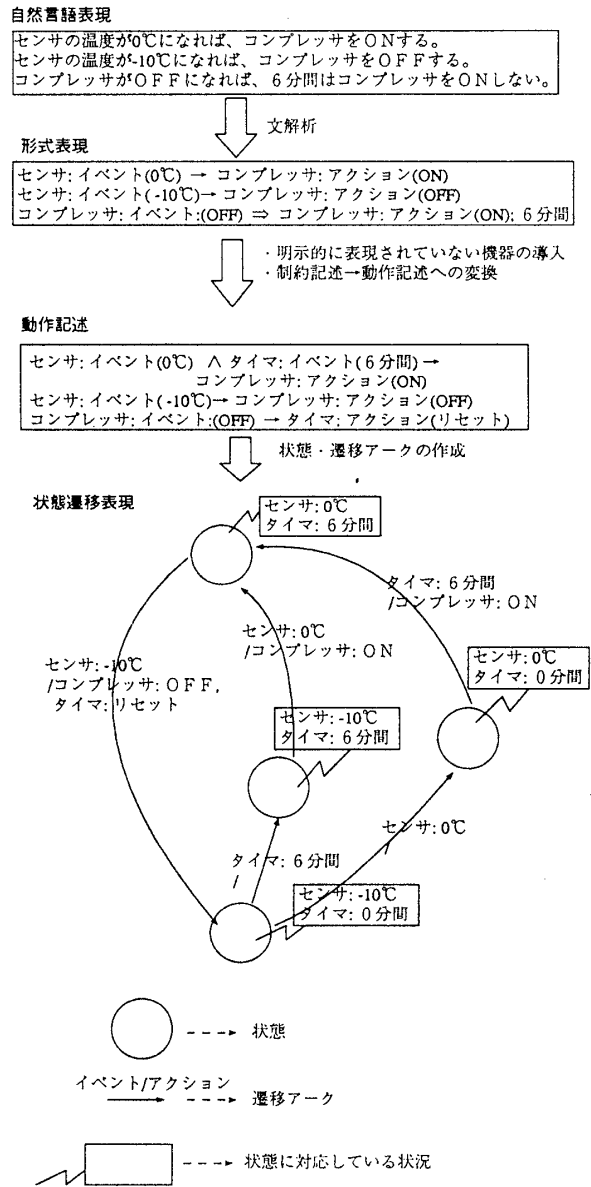 自然言語表現
センサの温度が0℃になれば、コンプレッサをONする。
センサの温度が-10℃になれば、コンプレッサをOFFする。
コンプレッサがOFFになれば、6分間はコンプレッサをONしない。
文解析
形式表現
センサ: イベント(0℃) → コンプレッサ: アクション(ON)
センサ: イベント( -10℃)→ コンプレッサ: アクション(OFF)
コンプレッサ: イベント:(OFF) ⇒ コンプレッサ: アクション(ON); 6分間
・明示的に表現されていない機器の導入
・制約記述→動作記述への変換
動作記述
センサ: イベント(0℃) ∧ タイマ: イベント(6分間) →
コンプレッサ: アクション(ON)
センサ: イベント( -10℃)→ コンプレッサ: アクション(OFF)
コンプレッサ: イベント:(OFF) → タイマ: アクション(リセット)
状態・遷移アークの作成
状態遷移表現
センサ: 0℃
タイマ: 6分間
タイマ: 6分間
/コンプレッサ: ON
センサ: 0℃
/コンプレッサ: ON
センサ: -10℃
/コンプレッサ: OFF,
タイマ: リセット
センサ: 0℃
タイマ: 0分間
センサ: -10℃
タイマ: 6分間
センサ: 0℃
/
タイマ: 6分間
/
センサ: -10℃
タイマ: 0分間
状態
イベント/アクション
遷移アーク
状態に対応している状況